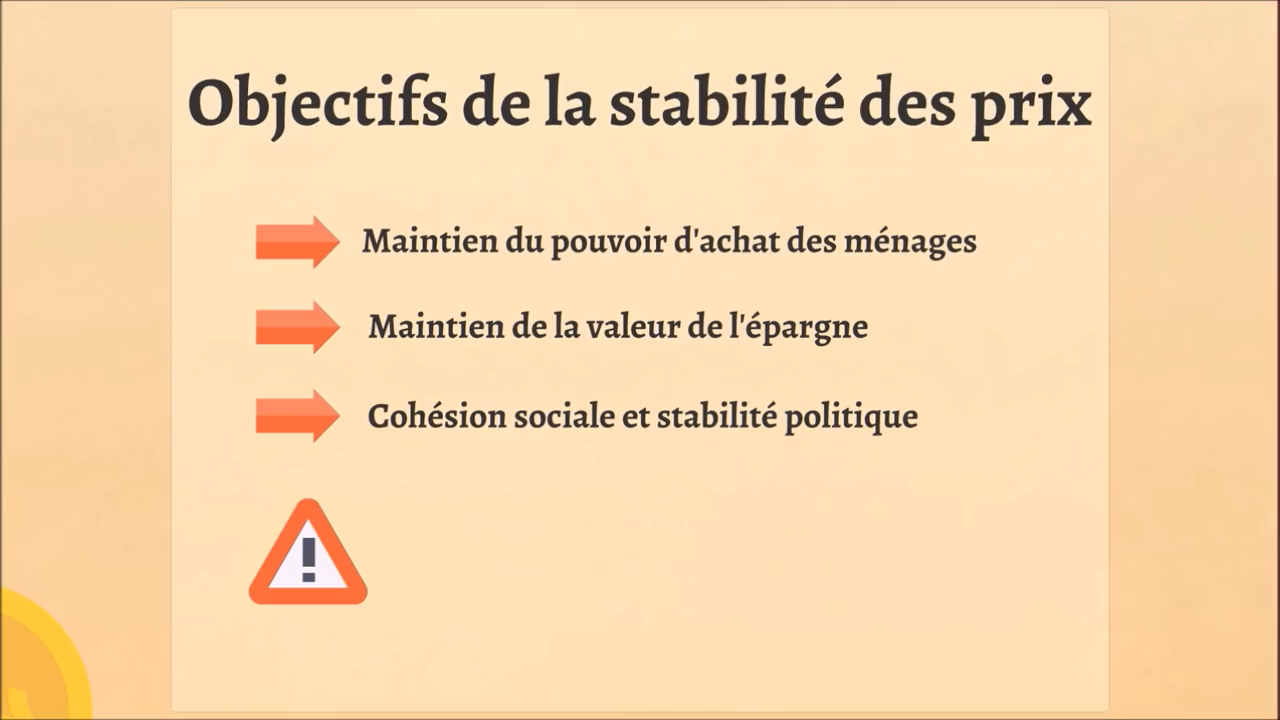 Objectifs de la stabilité des prix
Maintien du pouvoir d'achat des ménages
Maintien de la valeur de l'épargne
Cohésion sociale et stabilité politique